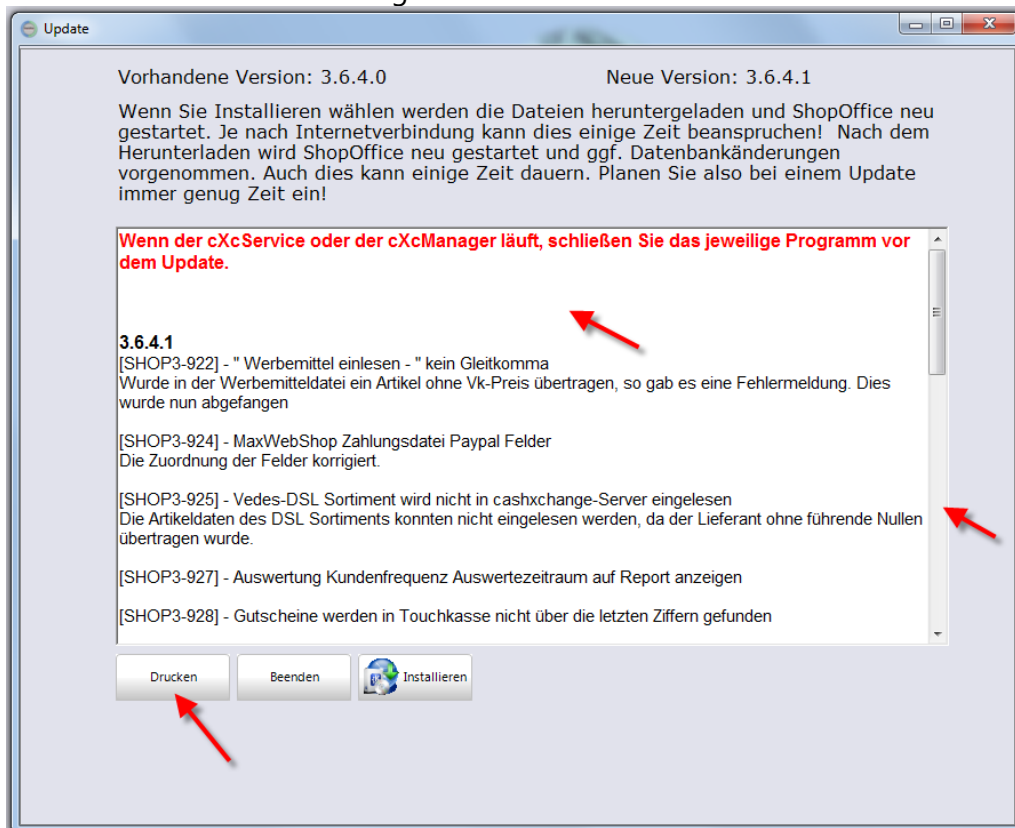 Update
Vorhandene Version: 3.6.4.0 Neue Version: 3.6.4.1
Wenn Sie Installieren wählen werden die Dateien heruntergeladen und ShopOffice neu
gestartet. Je nach Internetverbindung kann dies einige Zeit beanspruchen! Nach dem
Herunterladen wird ShopOffice neu gestartet und ggf. Datenbankänderungen
vorgenommen. Auch dies kann einige Zeit dauern. Planen Sie also bei einem Update
immer genug Zeit ein!
Wenn der cXcService oder der cXcManager läuft, schließen Sie das jeweilige Programm vor
dem Update.
3.6.4.1
[SHOP3-922] - " Werbemittel einlesen - " kein Gleitkomma
Wurde in der Werbemitteldatei ein Artikel ohne Vk-Preis übertragen, so gab es eine Fehlermeldung. Dies
wurde nun abgefangen
[SHOP3-924] - MaxWebShop Zahlungsdatei Paypal Felder
Die Zuordnung der Felder korrigiert.
[SHOP3-925] - Vedes-DSL Sortiment wird nicht in cashxchange-Server eingelesen
Die Artikeldaten des DSL Sortiments konnten nicht eingelesen werden, da der Lieferant ohne führende Nullen
übertragen wurde.
[SHOP3-927] - Auswertung Kundenfrequenz Auswertezeitraum auf Report anzeigen
[SHOP3-928] - Gutscheine werden in Touchkasse nicht über die letzten Ziffern gefunden
Drucken Beenden Installieren